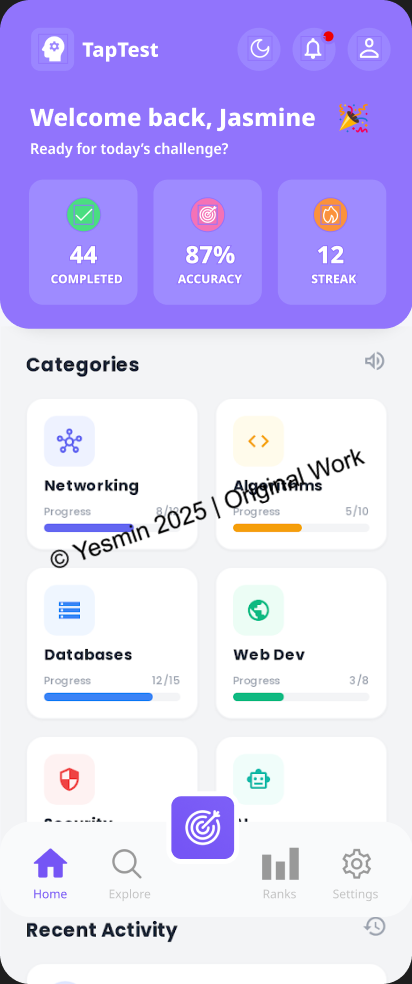 TapTest
Welcome back, Jasmine
Ready for today's challenge?
44
87%
12
COMPLETED
ACCURACY
STREAK
Categories
Networking
Algorithms
Progress
Progress 5/10
© Yesmin 2025 | Original Work
Databases
Web Dev
Progress 12/15
Progress 3/8
Home
Explore
Ranks
Settings
Recent Activity